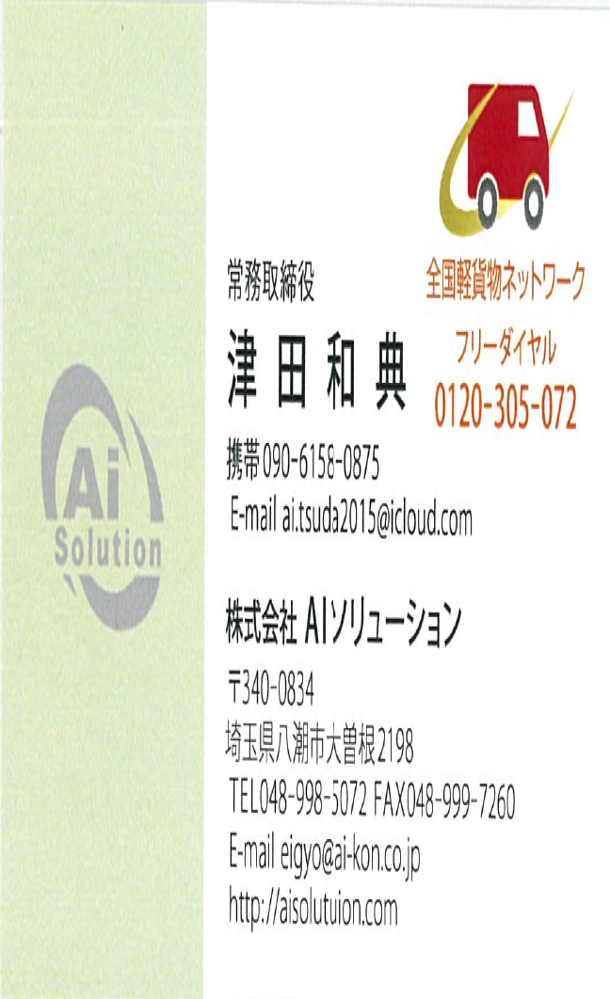 Ai
Solution
全国軽貨物ネットワーク
フリーダイヤル
0120-305-072
常務取締役
津田和典
携帯 090-6158-0875
E-mail ai.tsuda2015@icloud.com
株式会社 AIソリューション
〒340-0834
埼玉県八潮市大曽根2198
TEL048-998-5072 FAX048-999-7260
E-mail eigyo@ai-kon.co.jp
http://aisolutuion.com